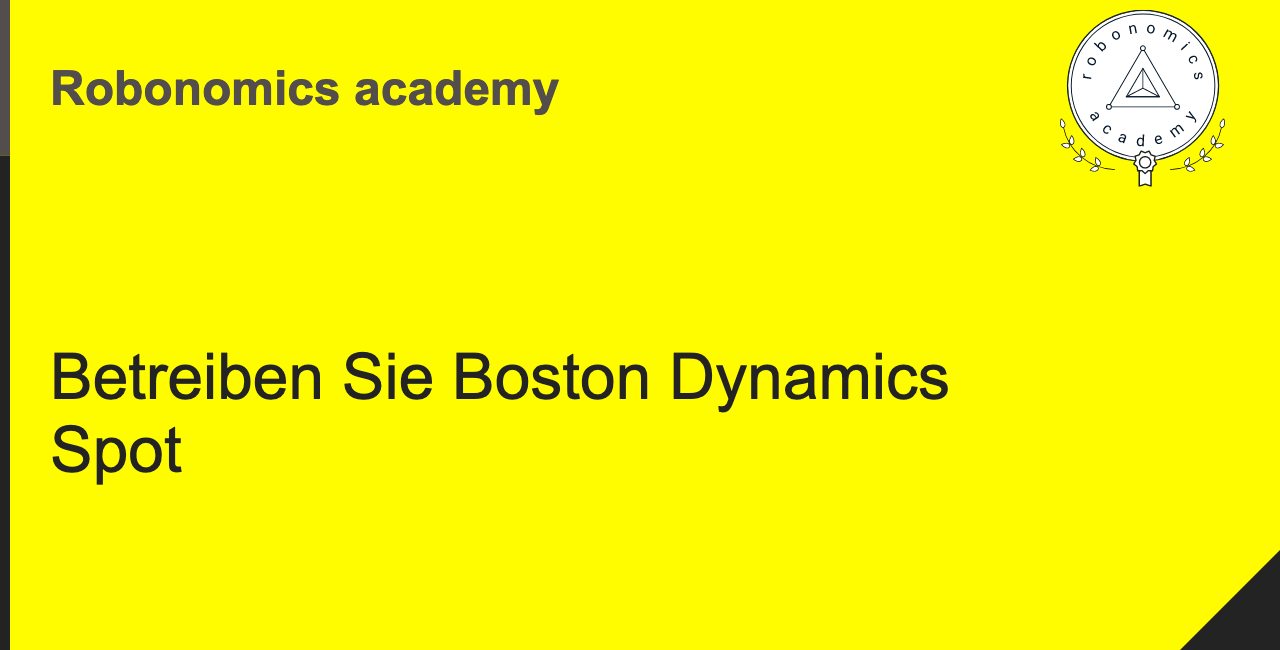 Robonomics academy
robonomics
academy
Betreiben Sie Boston Dynamics
Spot